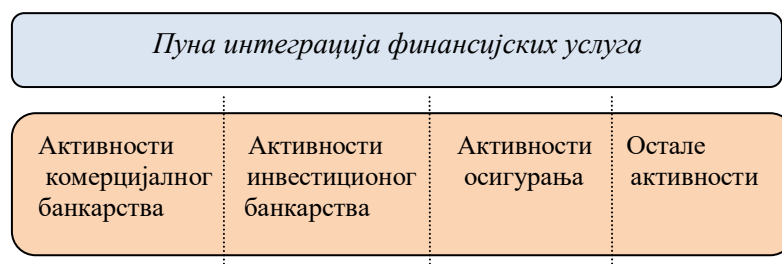 Пуна интеграција финансијских услуга
Активности
комерцијалног
банкарства
Активности
инвестиционог
банкарства
Активности
осигурања
Остале
активности